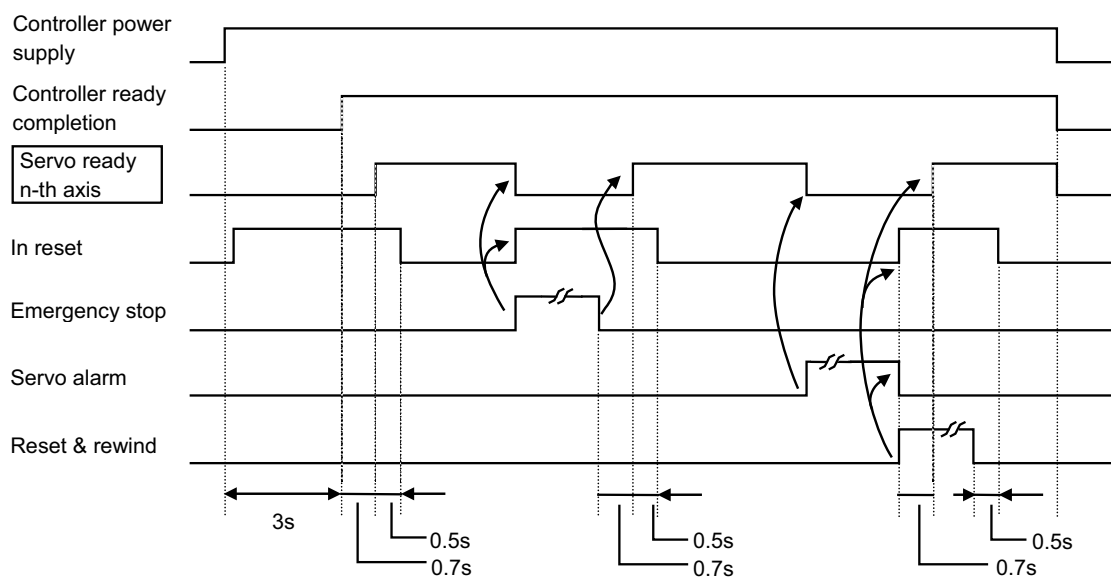 Controller power
supply
Controller ready
completion
Servo ready
n-th axis
In reset
Emergency stop
Servo alarm
Reset & rewind
3s
0.5s
0.7s
0.5s
0.7s
0.5s
0.7s